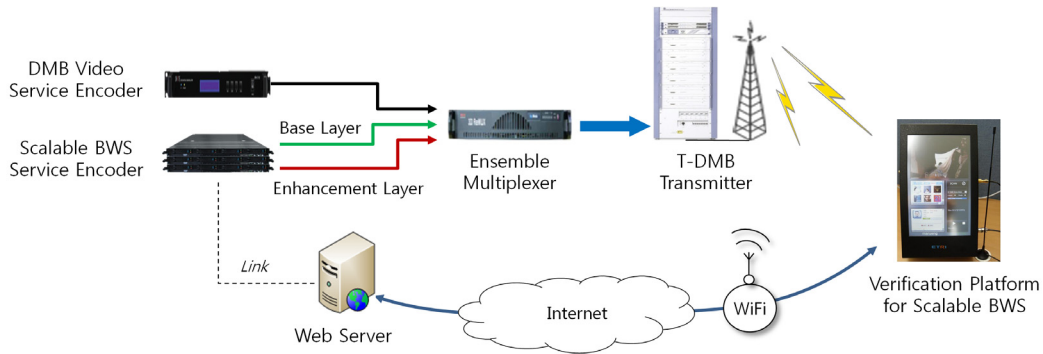 DMB Video
Service Encoder
Scalable BWS
Service Encoder
Base Layer
Enhancement Layer
Ensemble
Multiplexer
T-DMB
Transmitter
Link
Web Server
Internet
WiFi
Verification Platform
for Scalable BWS